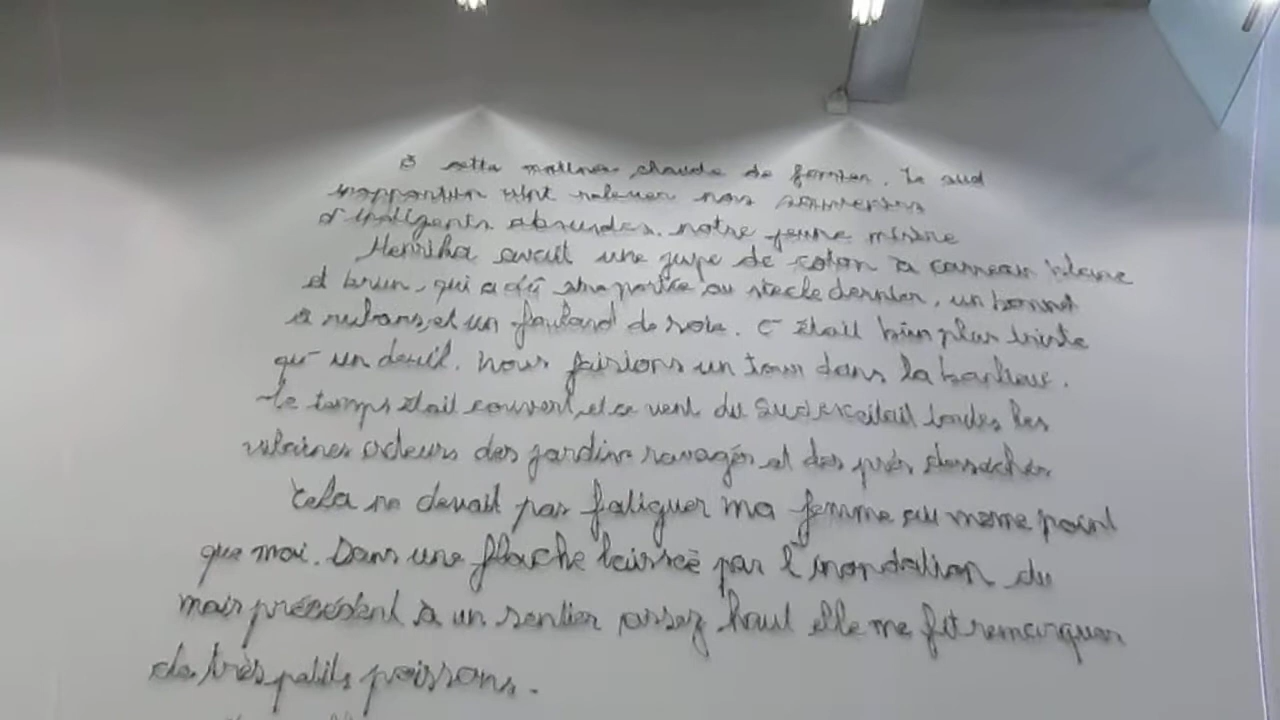 Ô cette matinée chaude de février. Le sud
inopportun vint relever nos souvenirs
d'indigents absurdes, notre jeune misère
Henrika avait une jupe de coton à carreau blanc
et brun, qui a dû être portée au siècle dernier, un bonnet
à rubans, et un foulard de soie. C'était bien plus triste
qu'un deuil. Nous faisions un tour dans la banlieue.
Le temps était couvert, et ce vent du Sud excitait toutes les
vilaines odeurs des jardins ravagés et des prés desséchés
Cela ne devait pas fatiguer ma femme au même point
que moi. Dans une flache laissée par l'inondation du
mois précédent à un sentier assez haut elle me fit remarquer
de très petits poissons.